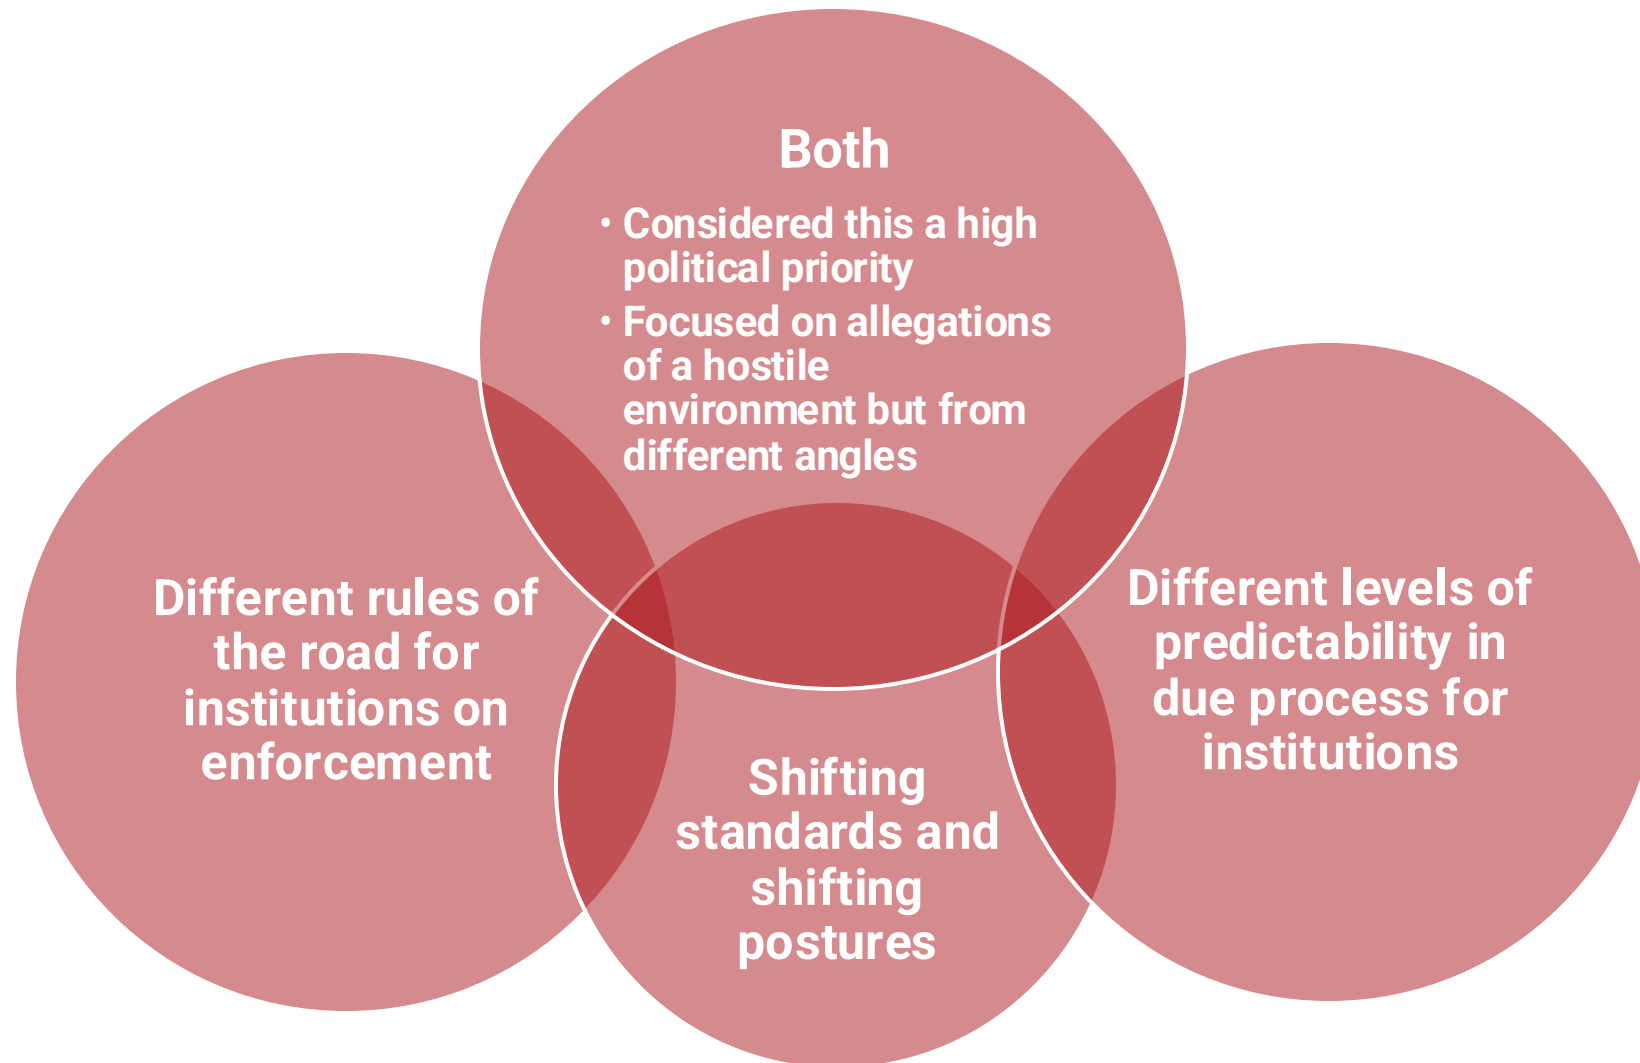 Both
• Considered this a high
political priority
• Focused on allegations
of a hostile
environment but from
different angles
Different rules of
the road for
institutions on
enforcement
Shifting
standards and
shifting
postures
Different levels of
predictability in
due process for
institutions